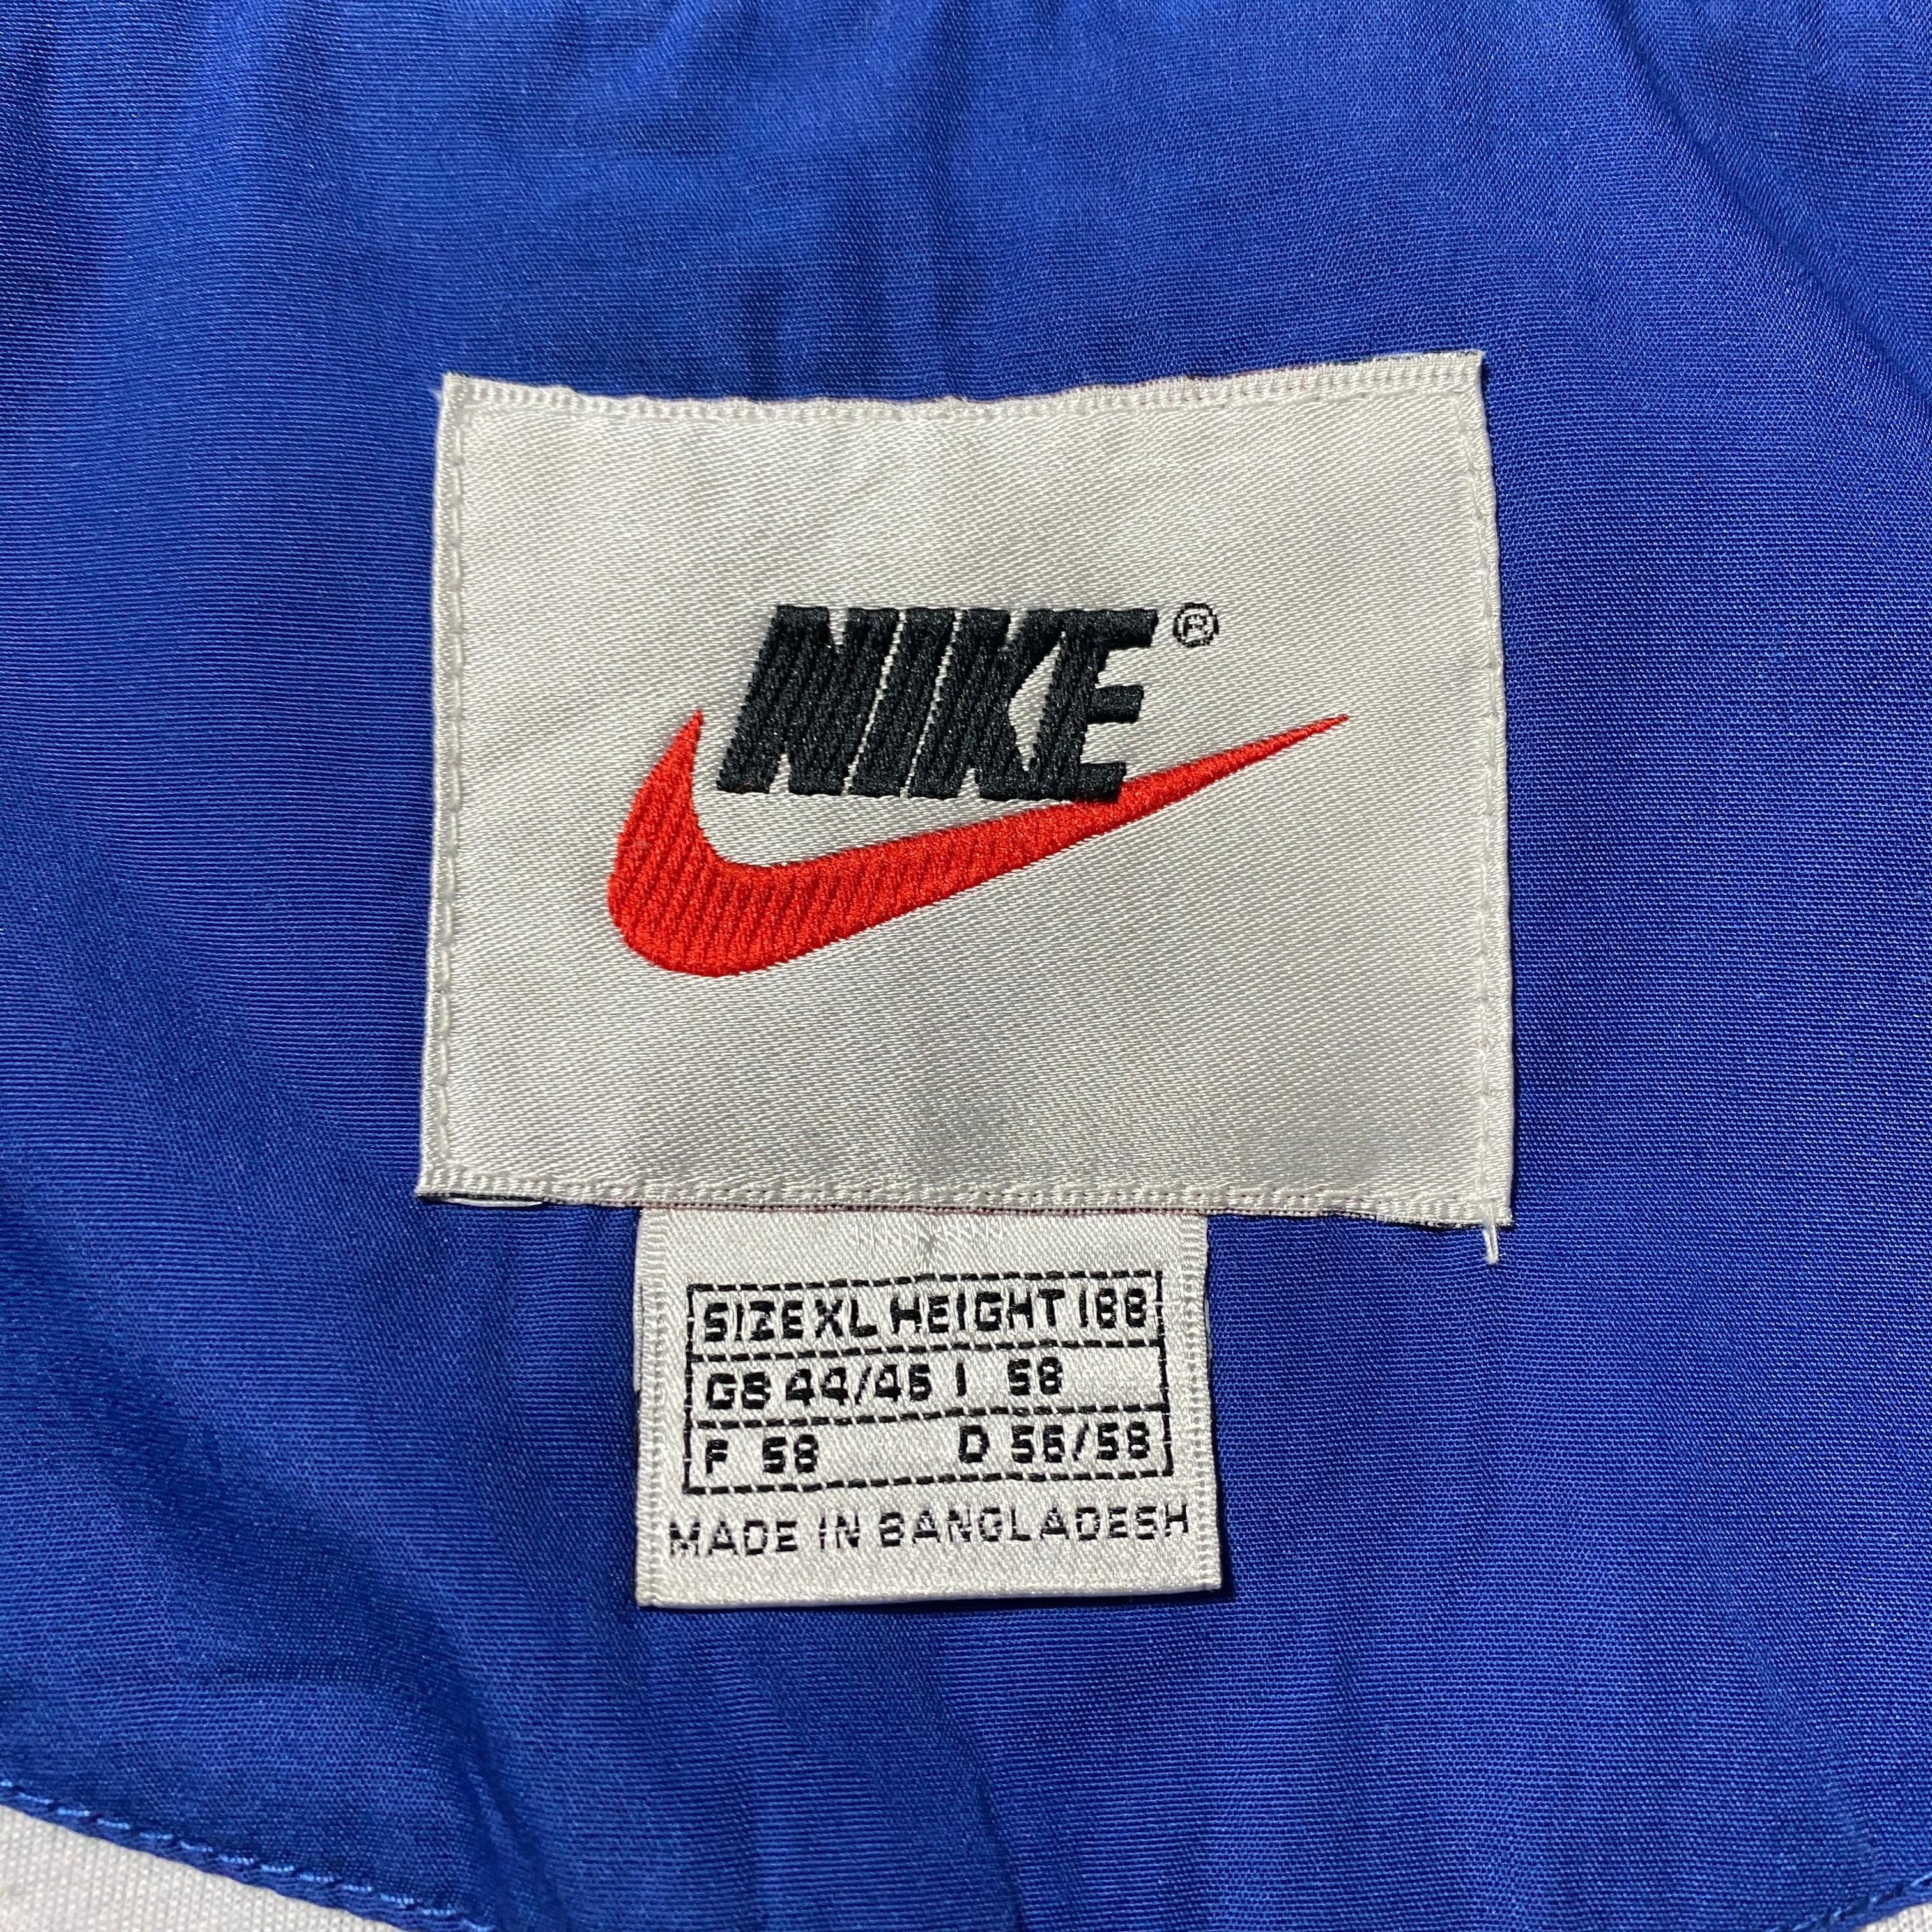 NIKE®
SIZE XL HEIGHT 188
GB 44/46 I 58
F 58 D 56/58
MADE IN BANGLADESH